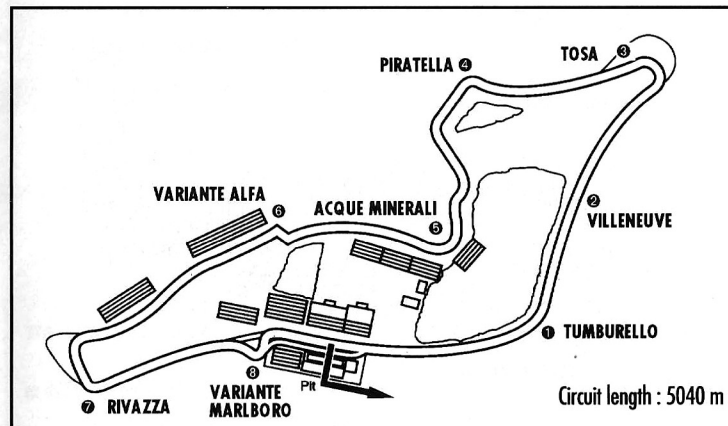 PIRATELLA ❹
TOSA ❸
VARIANTE ALFA
❻
ACQUE MINERALI
❺
❷
VILLENEUVE
❶ TUMBURELLO
❽
VARIANTE
MARLBORO
Pit
❼ RIVAZZA
Circuit length : 5040 m